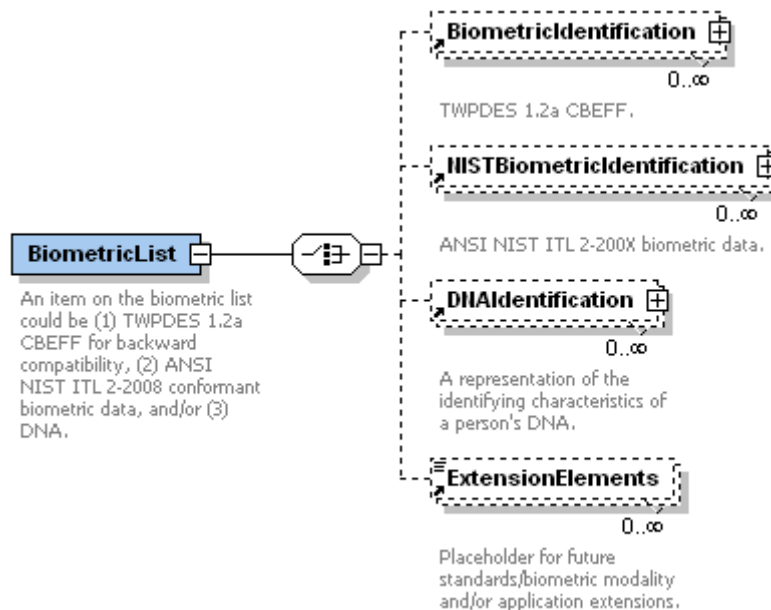 BiometricIdentification
0..∞
TWPDES 1.2a CBEFF.
NISTBiometricIdentification
0..∞
ANSI NIST ITL 2-200X biometric data.
BiometricList
An item on the biometric list
could be (1) TWPDES 1.2a
CBEFF for backward
compatibility, (2) ANSI
NIST ITL 2-2008 conformant
biometric data, and/or (3)
DNA.
DNAIdentification
0..∞
A representation of the
identifying characteristics of
a person's DNA.
ExtensionElements
0..∞
Placeholder for future
standards/biometric modality
and/or application extensions.